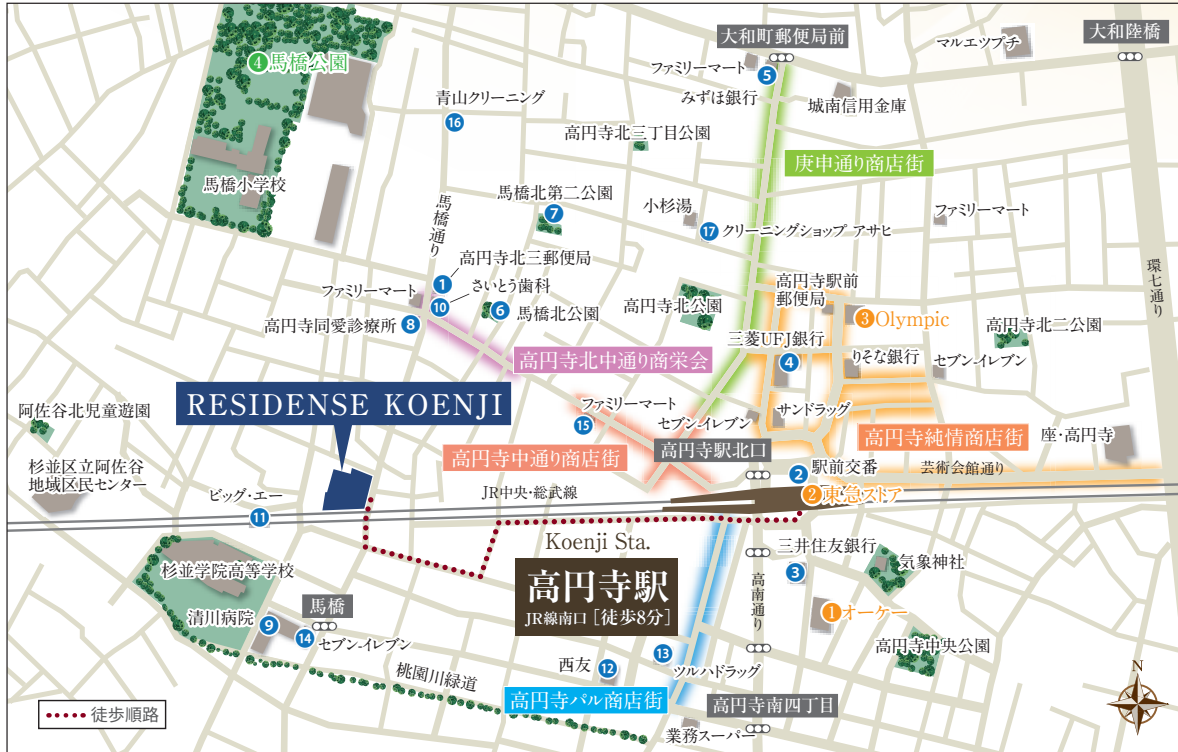 大和町郵便局前
大和陸橋
マルエツプチ
ファミリーマート
5
みずほ銀行
城南信用金庫
4 馬橋公園
青山クリーニング
16
高円寺北三丁目公園
庚申通り商店街
馬橋小学校
馬橋北第二公園
7
小杉湯
17 クリーニングショップ アサヒ
ファミリーマート
馬橋通り
高円寺北三郵便局
1
さいとう歯科
10
ファミリーマート
高円寺同愛診療所 8
6 馬橋北公園
高円寺北公園
高円寺駅前
郵便局
3 Olympic
環七通り
高円寺北二公園
三菱UFJ銀行
4
りそな銀行
セブン-イレブン
高円寺北中通り商栄会
RESIDENSE KOENJI
ファミリーマート
15
セブン-イレブン
サンドラッグ
阿佐谷北児童遊園
高円寺中通り商店街
高円寺駅北口
高円寺純情商店街
座・高円寺
杉並区立阿佐谷
地域区民センター
2 駅前交番
芸術会館通り
ビッグ・エー
11
JR中央・総武線
2 東急ストア
Koenji Sta.
高円寺駅
JR線南口 [徒歩8分]
三井住友銀行
3
気象神社
杉並学院高等学校
高南通り
1 オーケー
清川病院
9
馬橋
14
セブン-イレブン
高円寺中央公園
桃園川緑道
西友
12
13
ツルハドラッグ
高円寺パル商店街
高円寺南四丁目
業務スーパー
N
徒歩順路